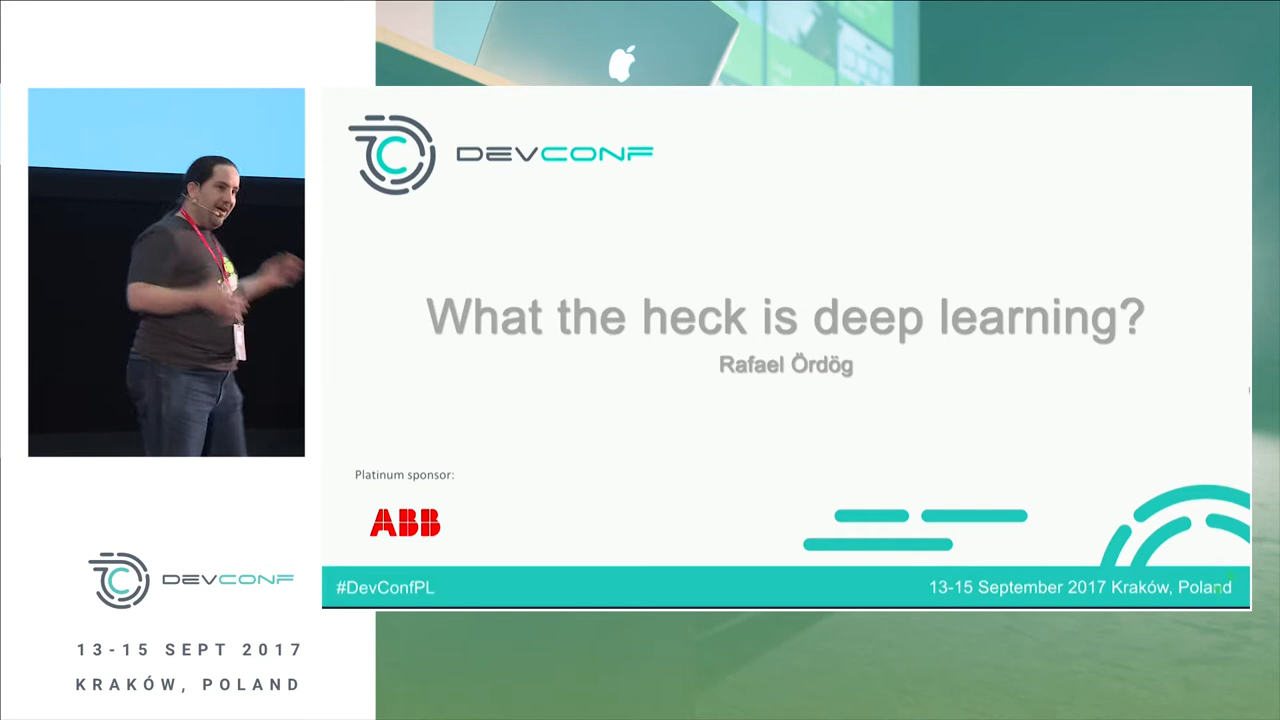 DEVCONF
What the heck is deep learning?
Rafael Ördög
Platinum sponsor:
ABB
#DevConfPL
13-15 September 2017 Kraków, Poland
DEVCONF
13-15 SEPT 2017
KRAKÓW, POLAND